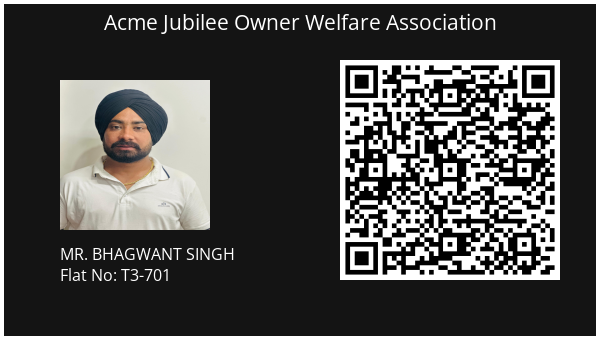 Acme Jubilee Owner Welfare Association
MR. BHAGWANT SINGH
Flat No: T3-701